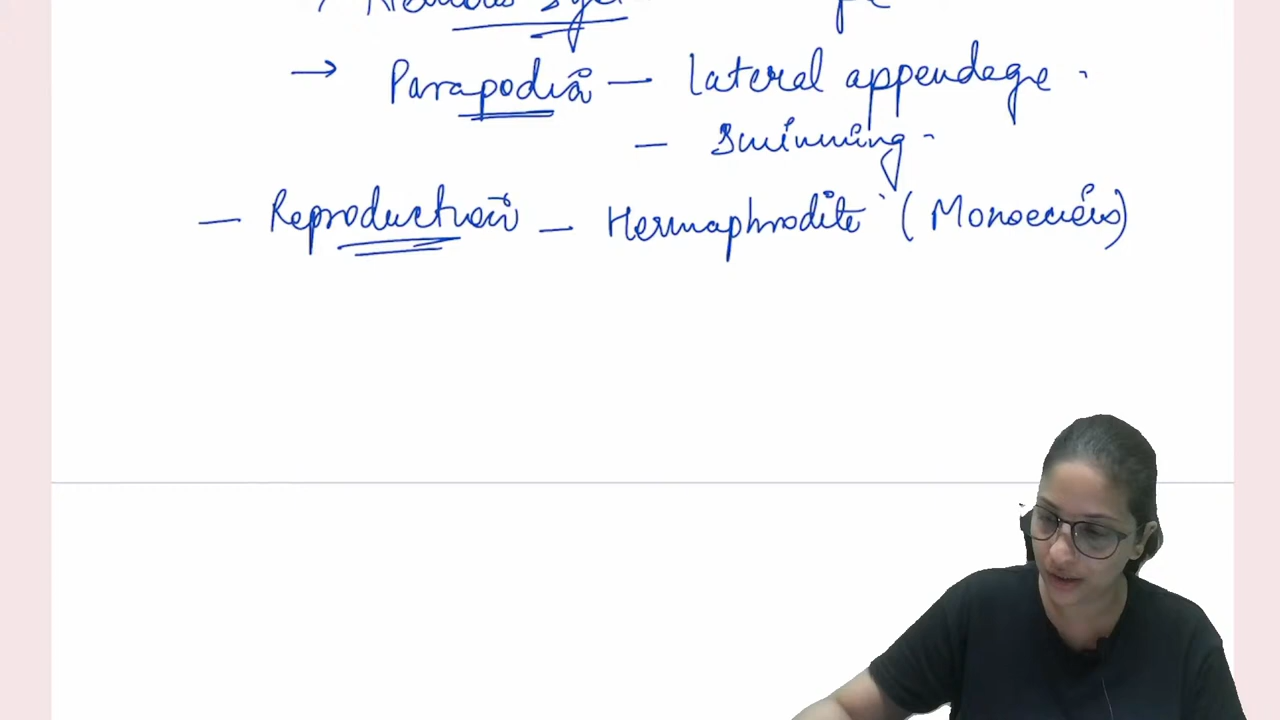 → Parapodia — lateral appendage.
— Swimming.
— Reproduction — Hermaphrodite (Monoecious)